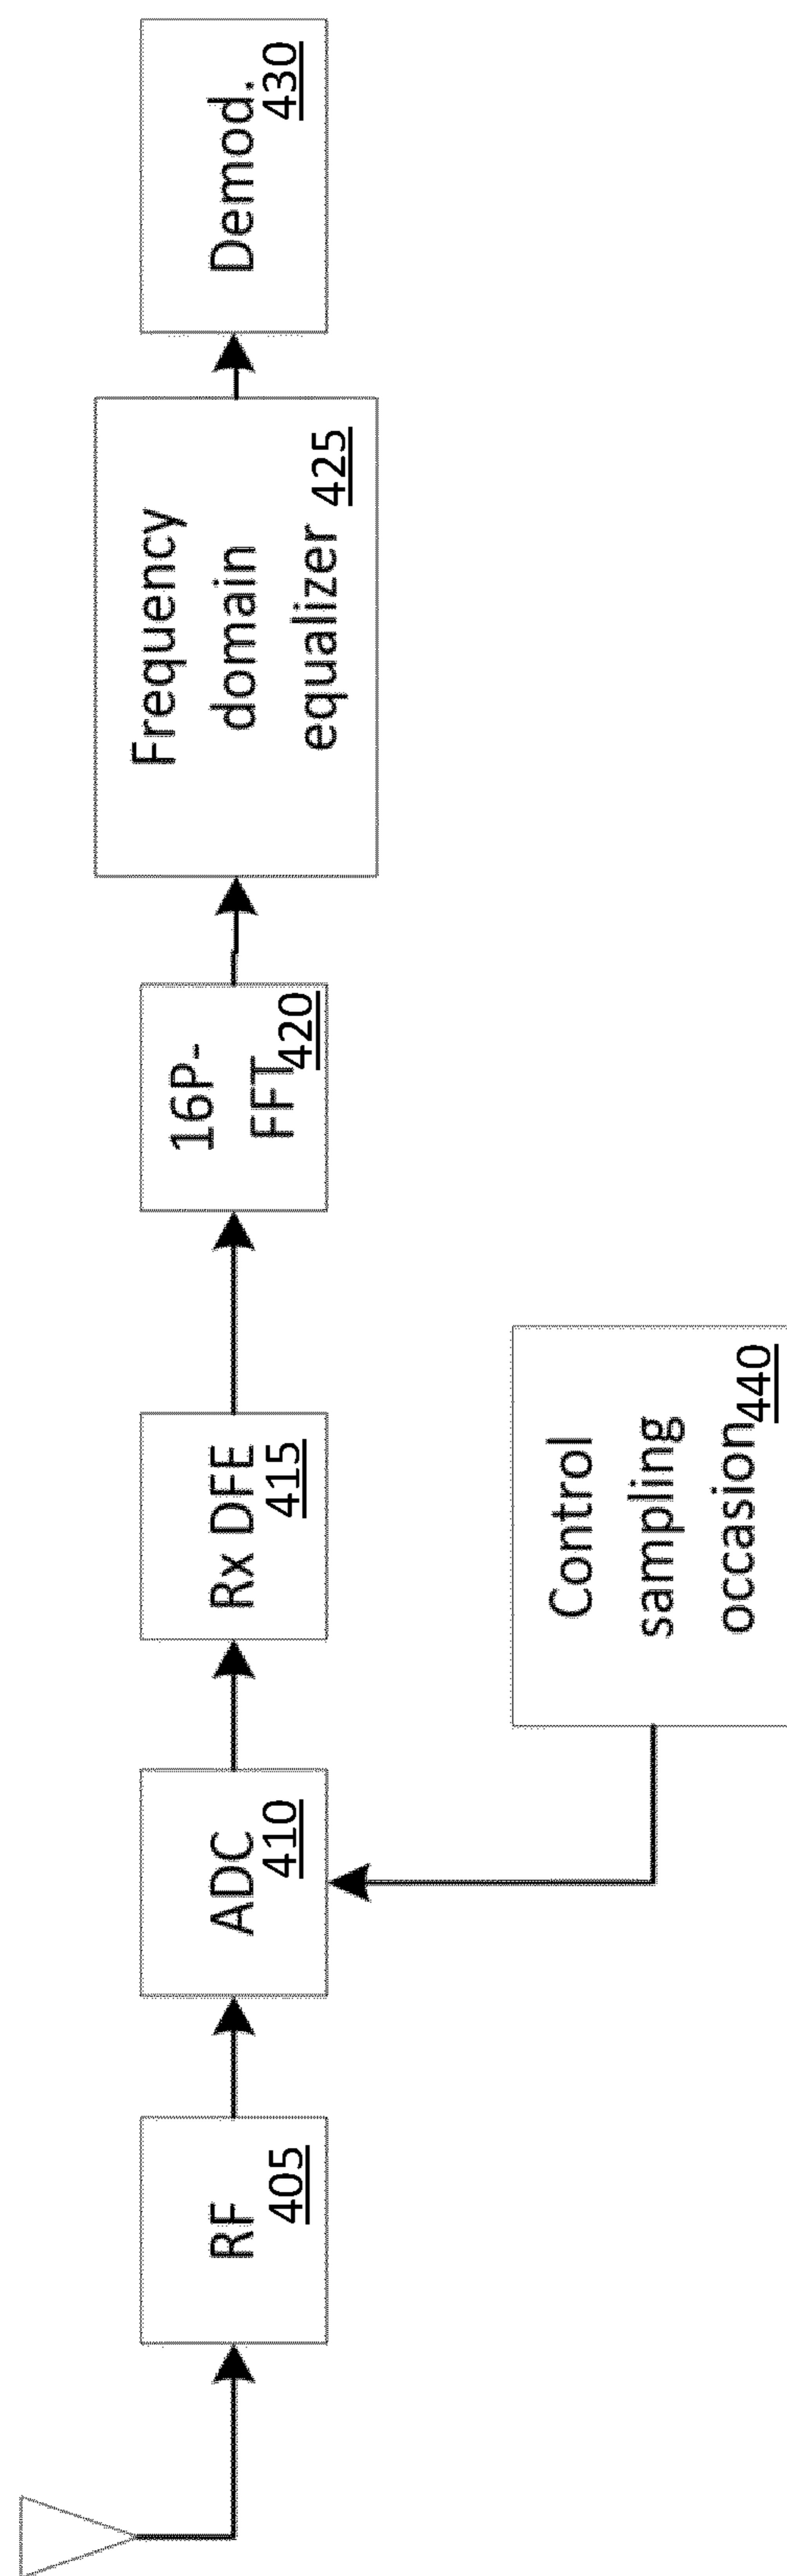 RF
405
ADC
410
Rx DFE
415
16P-
FFT
420
Frequency
domain
equalizer
425
Demod.
430
Control
sampling
occasion
440